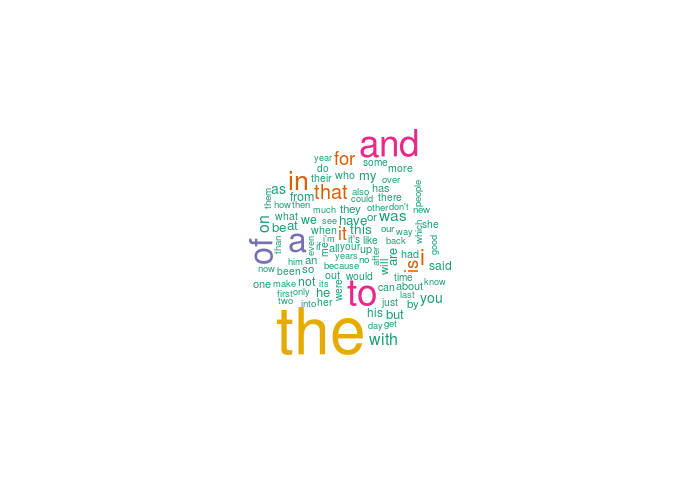 and
year for some
do more
their who my over
in has
as that also
them from could there people
how then much they other don't new
on what we see have or was she
be at when it this our way which
of a i'm it's like back good
than even if me all your up had
him an years no after are i
now been so because will is said
one make not its out would time about know
first only he were to can last you
two into her just by
the his but
day get
with